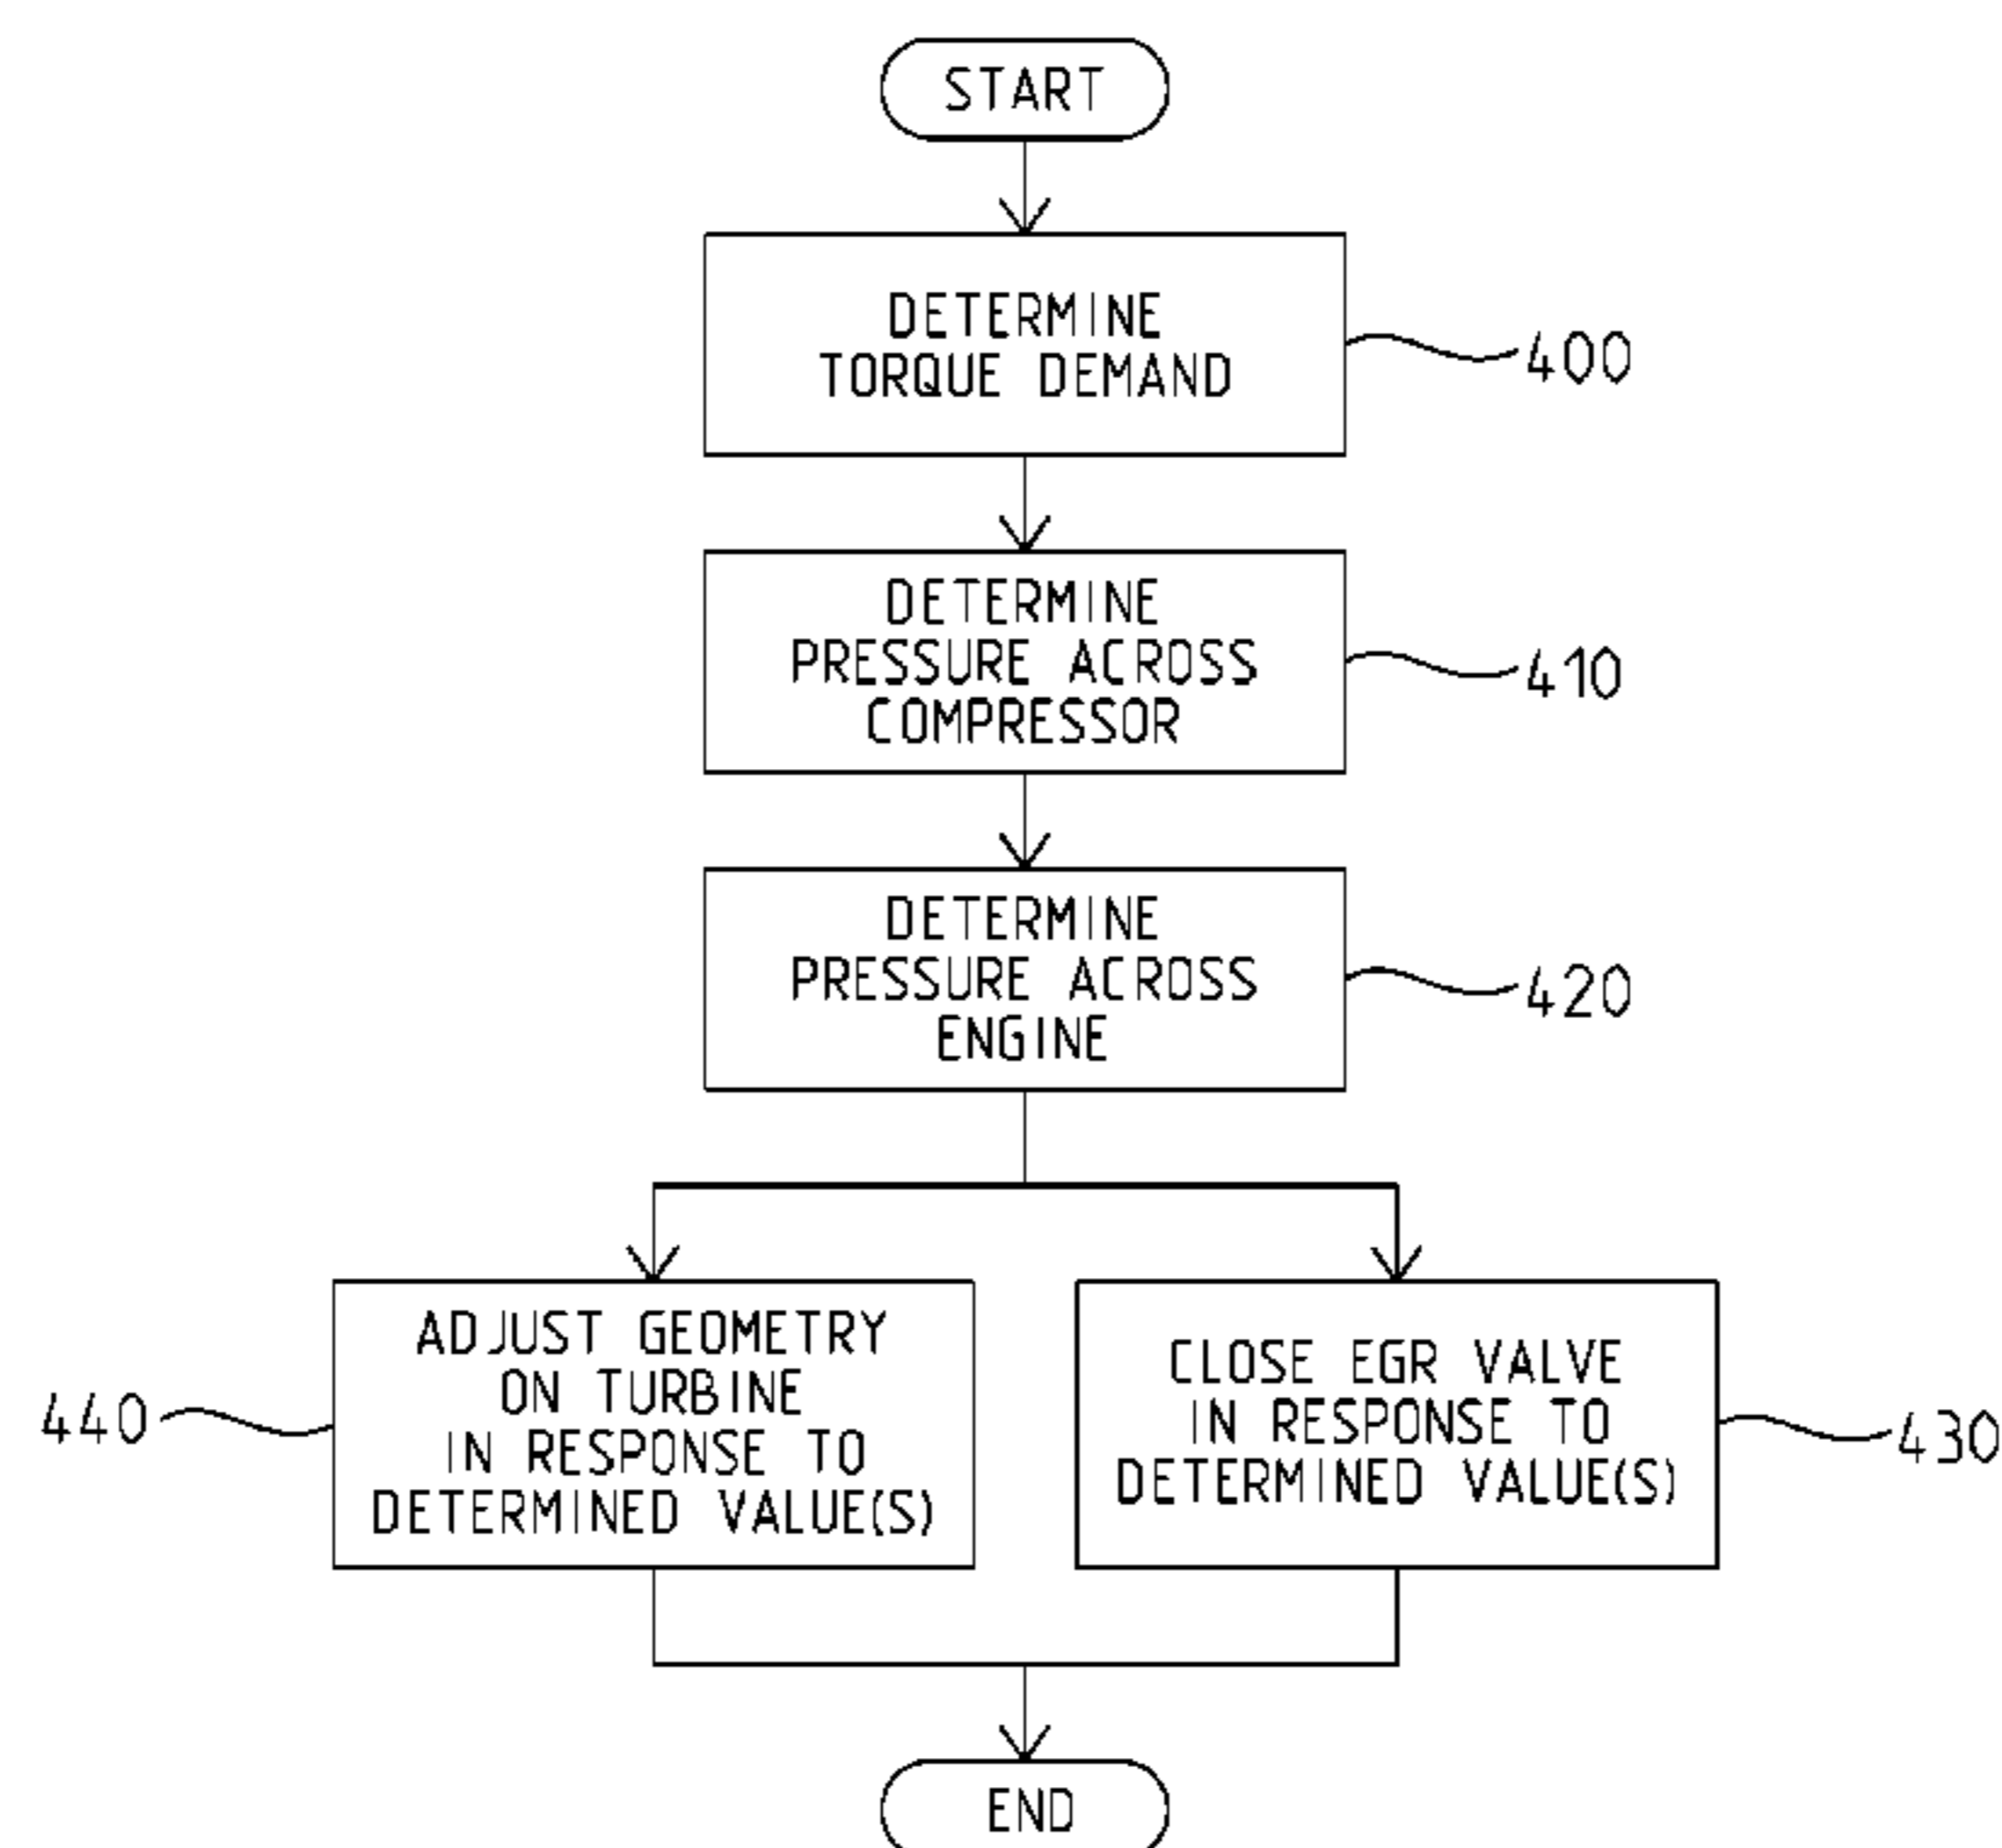 START
DETERMINE
TORQUE DEMAND
400
DETERMINE
PRESSURE ACROSS
COMPRESSOR
410
DETERMINE
PRESSURE ACROSS
ENGINE
420
ADJUST GEOMETRY
ON TURBINE
IN RESPONSE TO
DETERMINED VALUE(S)
440
CLOSE EGR VALVE
IN RESPONSE TO
DETERMINED VALUE(S)
430
END